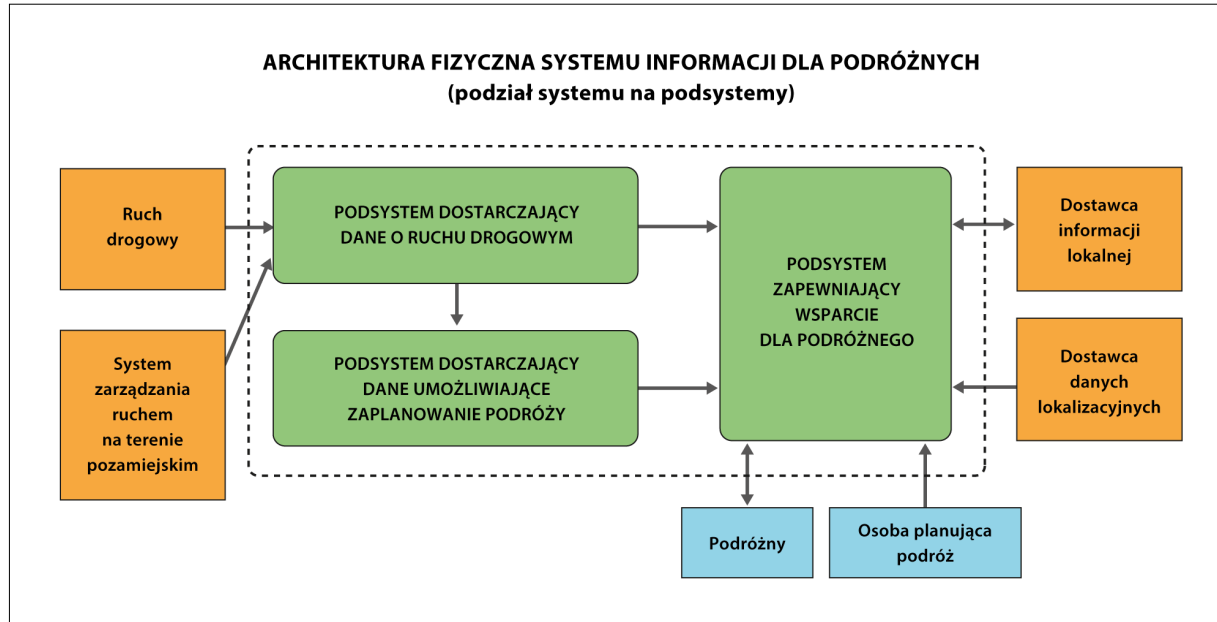 ARCHITEKTURA FIZYCZNA SYSTEMU INFORMACJI DLA PODRÓŻNYCH
(podział systemu na podsystemy)
Ruch
drogowy
System
zarządzania
ruchem
na terenie
pozamiejskim
PODSYSTEM DOSTARCZAJĄCY
DANE O RUCHU DROGOWYM
PODSYSTEM DOSTARCZAJĄCY
DANE UMOŻLIWIAJĄCE
ZAPLANOWANIE PODRÓŻY
PODSYSTEM
ZAPEWNIAJĄCY
WSPARCIE
DLA PODRÓŻNEGO
Dostawca
informacji
lokalnej
Dostawca
danych
lokalizacyjnych
Podróżny
Osoba planująca
podróż